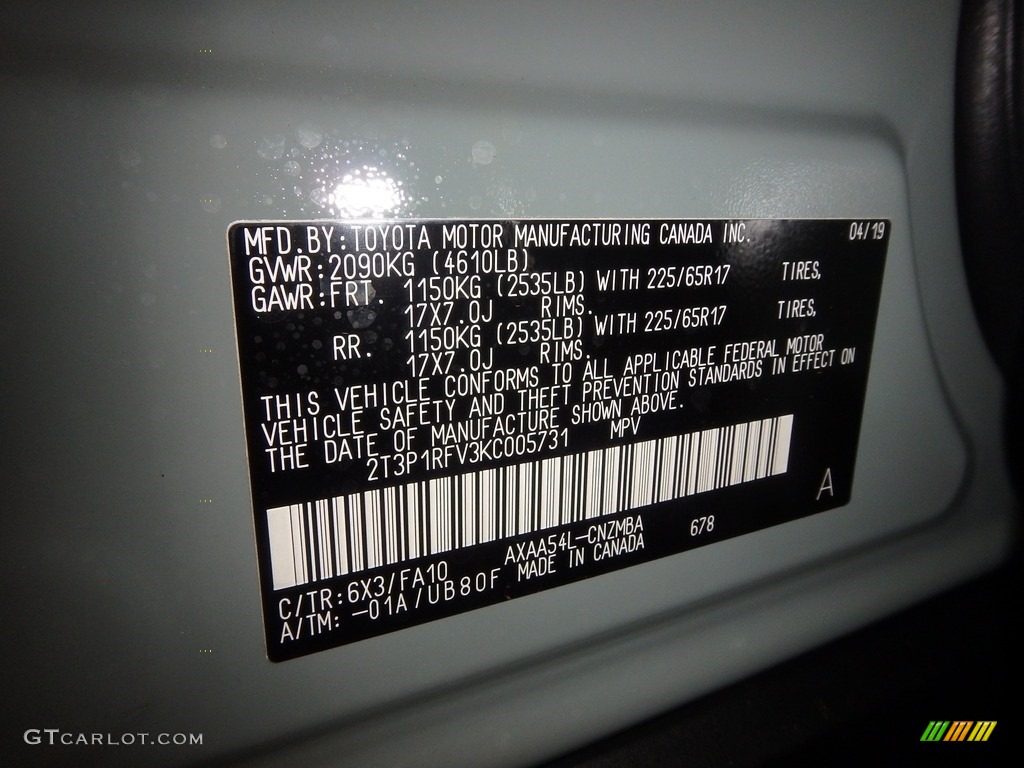 MFD.BY:TOYOTA MOTOR MANUFACTURING CANADA INC. 04/19
GVWR:2090KG (4610LB)
GAWR:FRT. 1150KG (2535LB) WITH 225/65R17 TIRES,
17X7.0J RIMS.
RR. 1150KG (2535LB) WITH 225/65R17 TIRES,
17X7.0J RIMS.
THIS VEHICLE CONFORMS TO ALL APPLICABLE FEDERAL MOTOR
VEHICLE SAFETY AND THEFT PREVENTION STANDARDS IN EFFECT ON
THE DATE OF MANUFACTURE SHOWN ABOVE.
2T3P1RFV3KC005731 MPV
A
AXAA54L-CNZMBA 678
C/TR:6X3/FA10
A/TM: -01A/UB80F MADE IN CANADA
GTCARLOT.COM